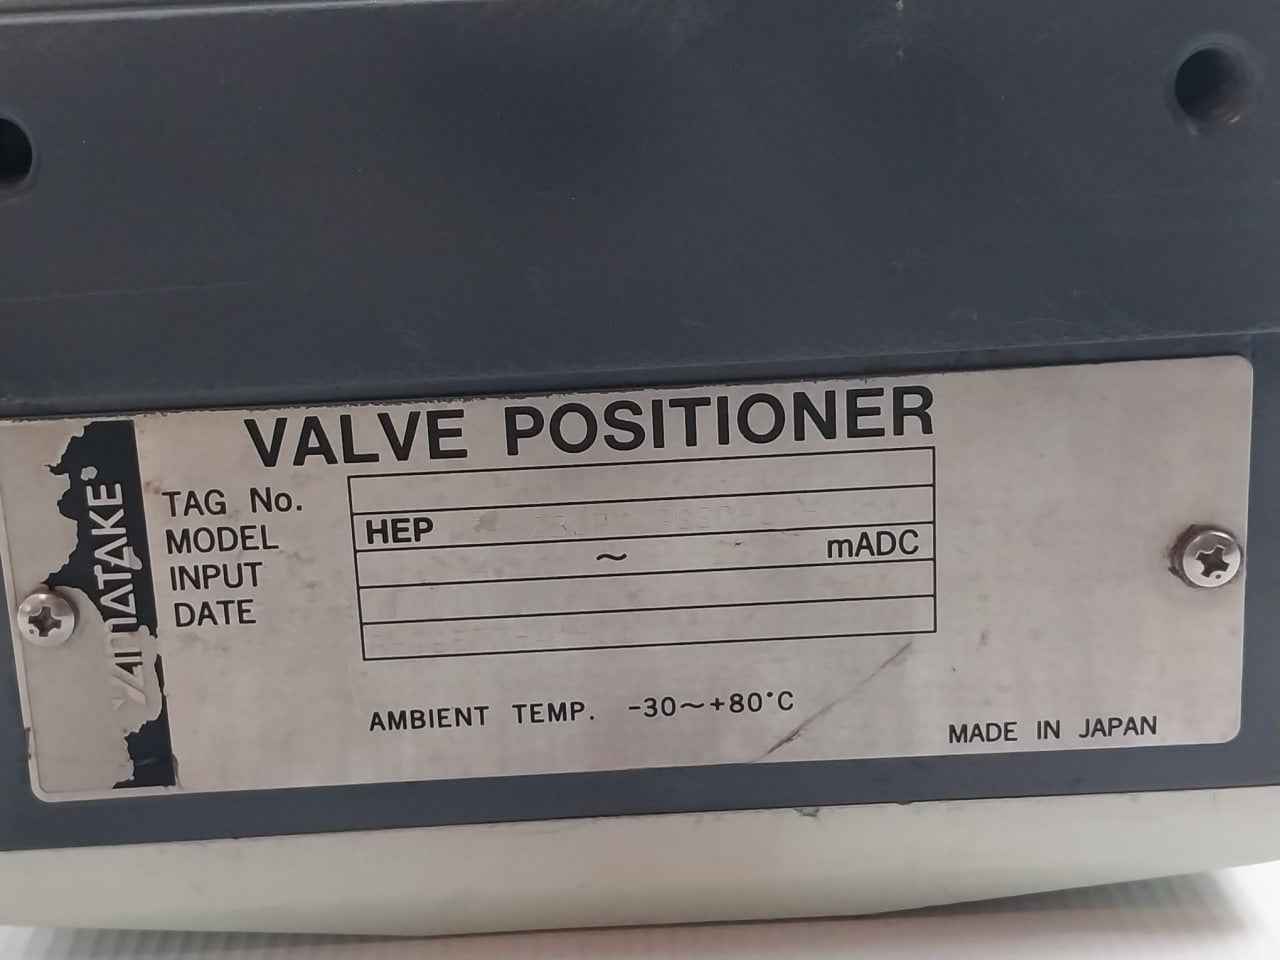 VALVE POSITIONER
TAG No.
MODEL HEP
INPUT ~ mADC
DATE
AMBIENT TEMP. -30~+80°C
MADE IN JAPAN
YAMATAKE